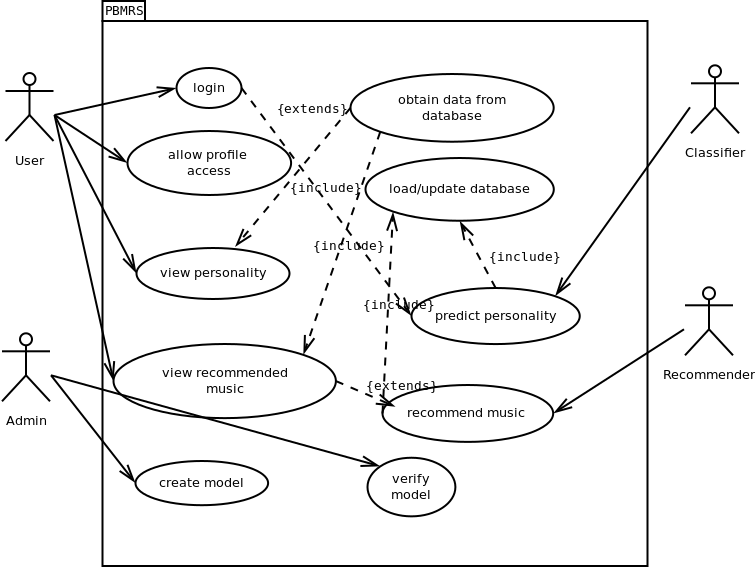 PBMRS
login
{extends}
obtain data from
database
User
Classifier
allow profile
access
{include}
load/update database
{include}
{include}
view personality
{include}
predict personality
Recommender
view recommended
music
{extends}
Admin
recommend music
create model
verify
model